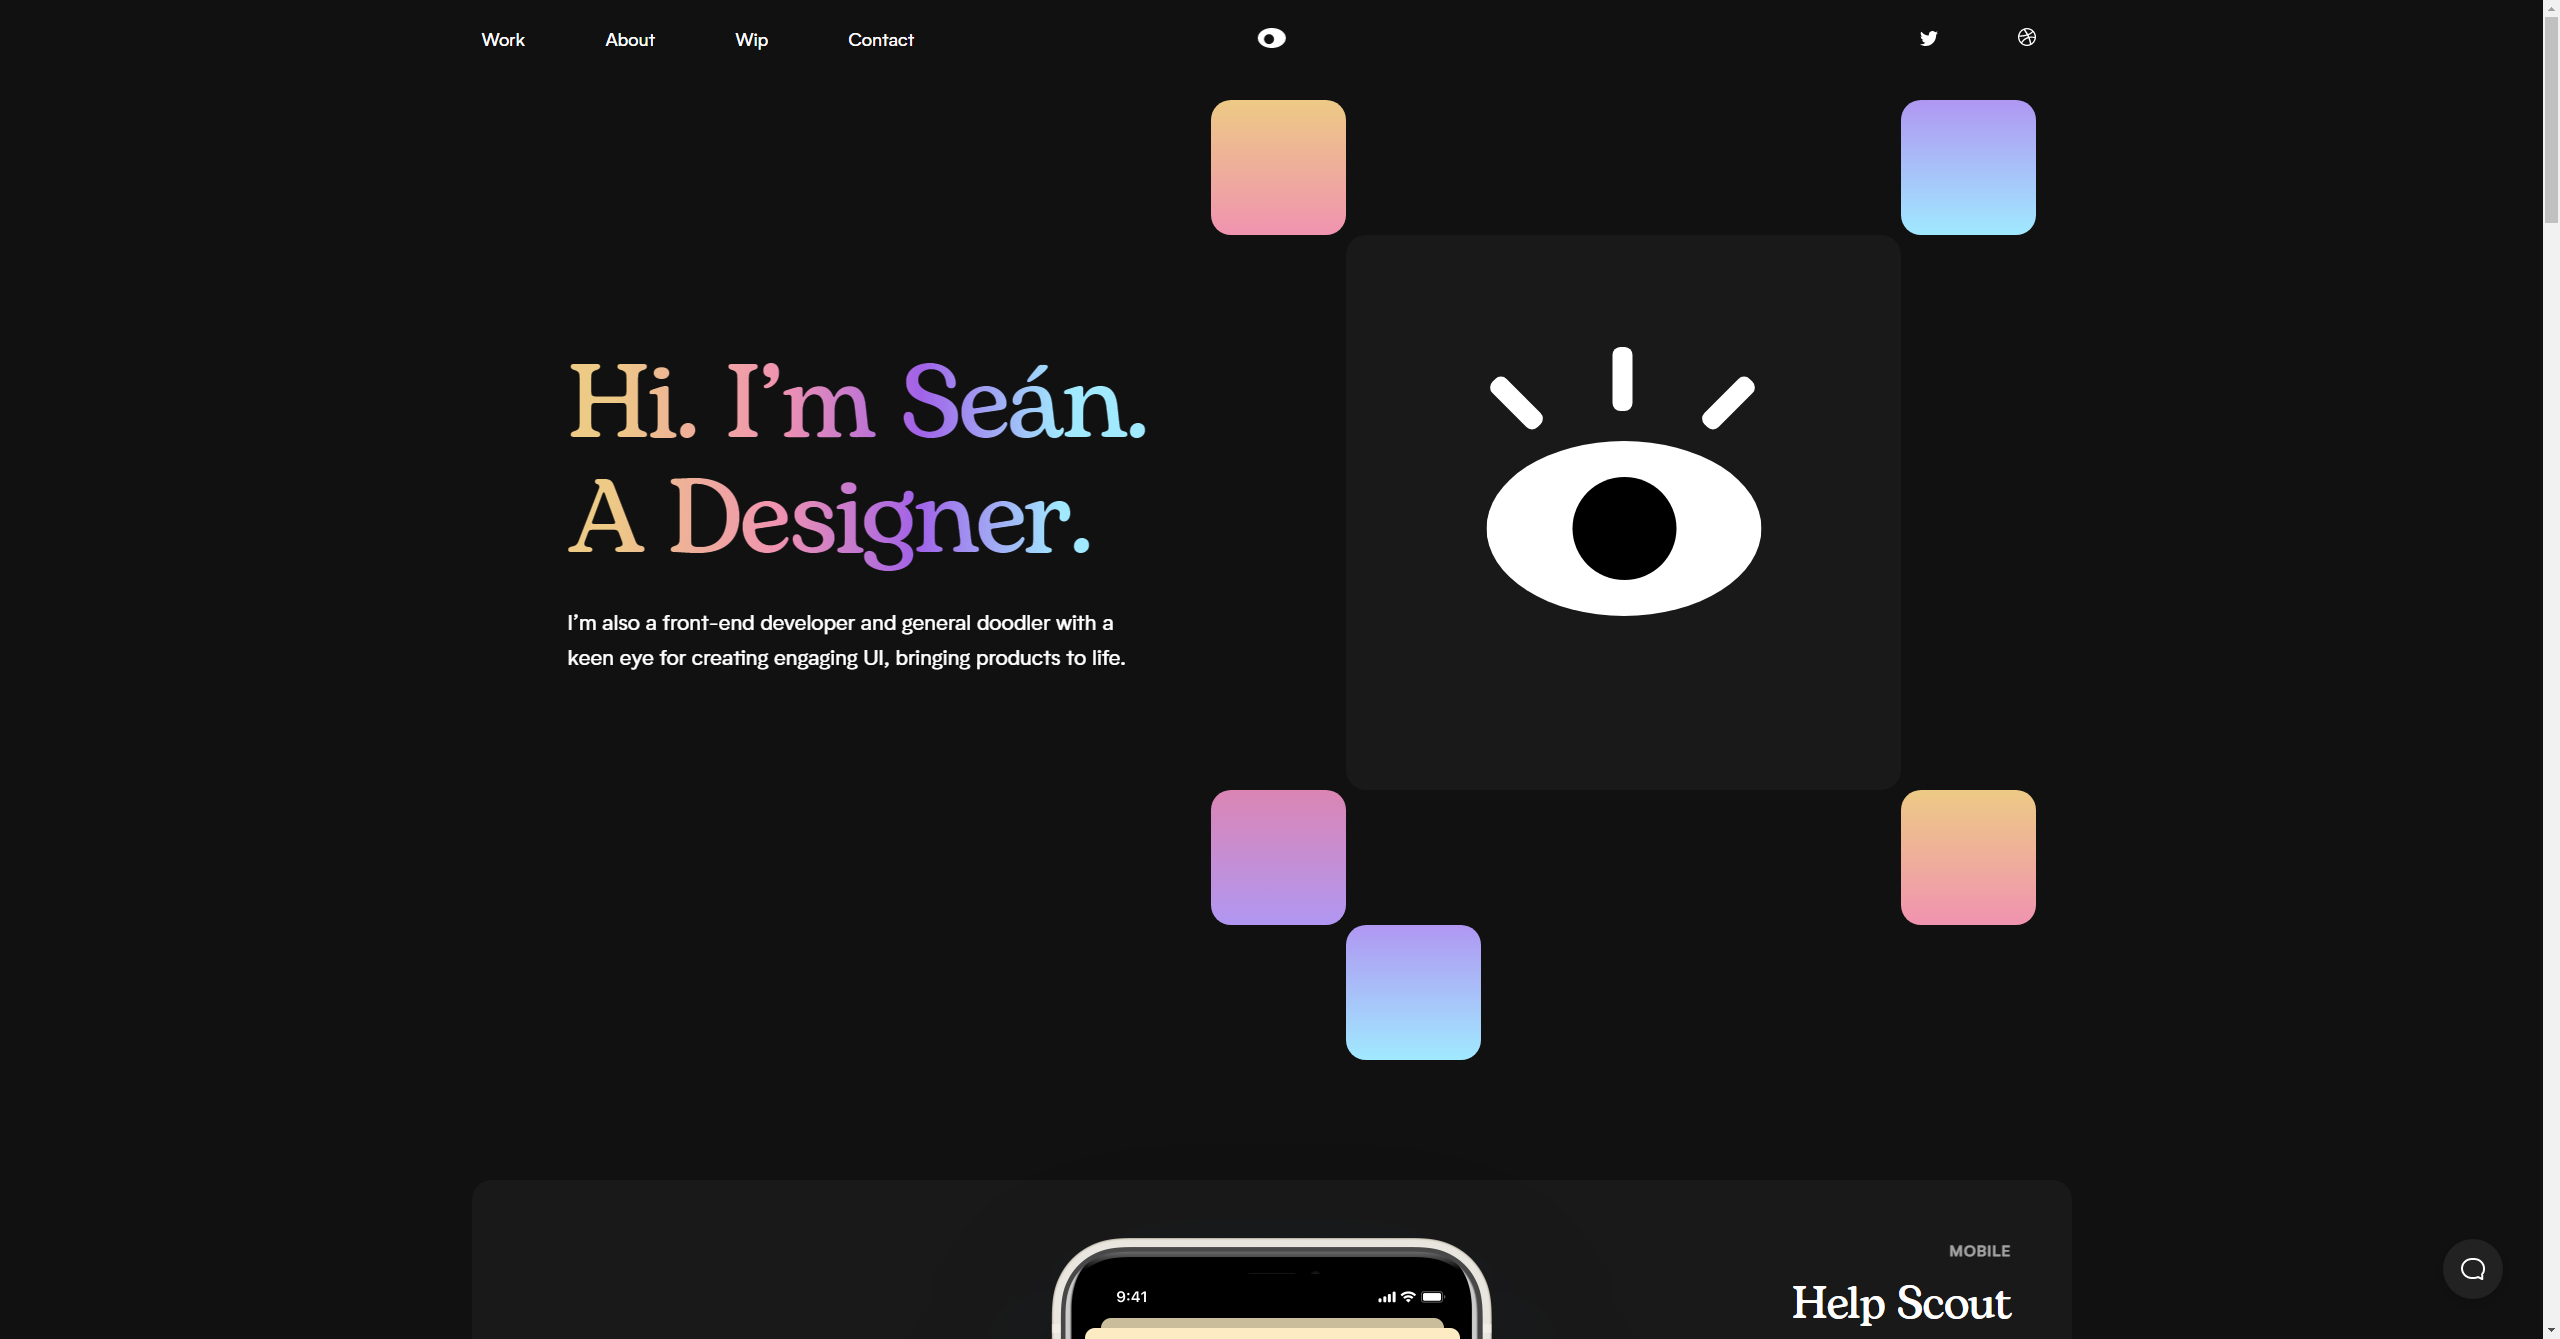 Work
About
Wip
Contact
Hi. I’m Seán.
A Designer.
I’m also a front-end developer and general doodler with a
keen eye for creating engaging UI, bringing products to life.
MOBILE
Help Scout
9:41